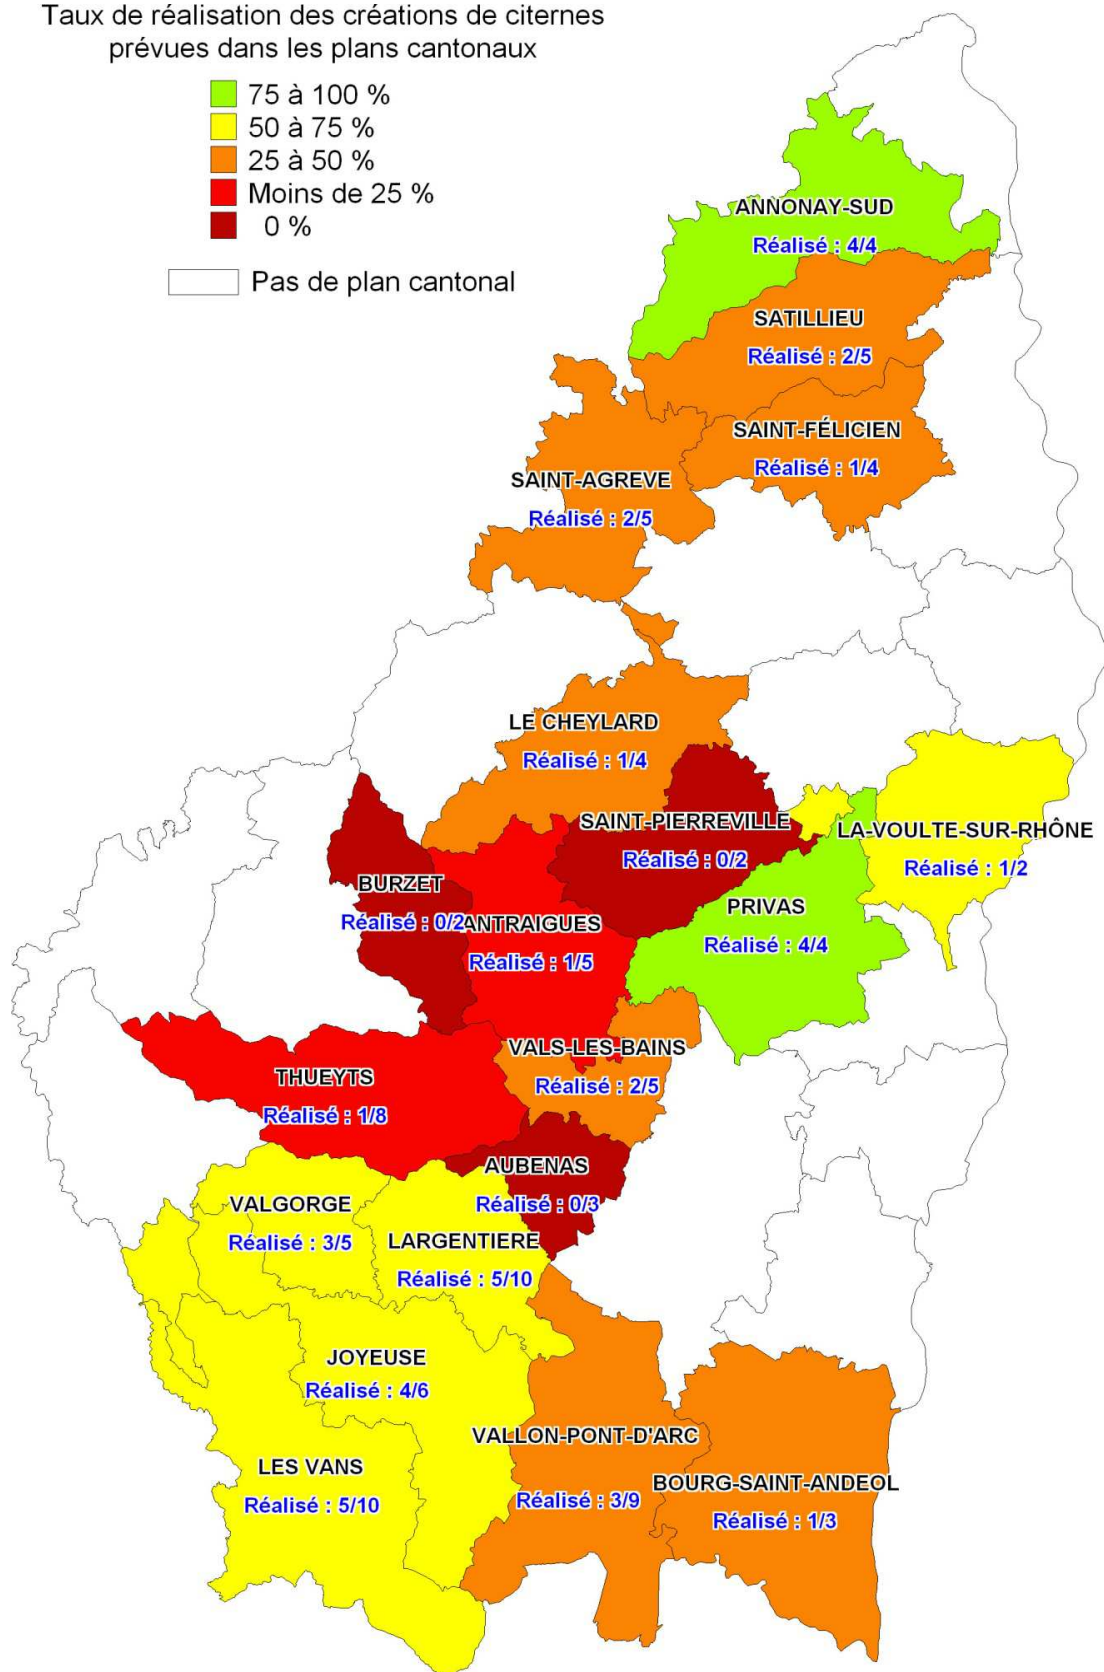 Taux de réalisation des créations de citernes
prévues dans les plans cantonaux
75 à 100 %
50 à 75 %
25 à 50 %
Moins de 25 %
0 %
Pas de plan cantonal
ANNONAY-SUD
Réalisé : 4/4
SATILLIEU
Réalisé : 2/5
SAINT-FÉLICIEN
Réalisé : 1/4
SAINT-AGREVE
Réalisé : 2/5
LE CHEYLARD
Réalisé : 1/4
SAINT-PIERREVILLE
Réalisé : 0/2
LA-VOULTE-SUR-RHÔNE
Réalisé : 1/2
BURZET
Réalisé : 0/2
ANTRAIGUES
Réalisé : 1/5
PRIVAS
Réalisé : 4/4
VALS-LES-BAINS
Réalisé : 2/5
THUEYTS
Réalisé : 1/8
AUBENAS
Réalisé : 0/3
VALGORGE
Réalisé : 3/5
LARGENTIERE
Réalisé : 5/10
JOYEUSE
Réalisé : 4/6
VALLON-PONT-D'ARC
Réalisé : 3/9
LES VANS
Réalisé : 5/10
BOURG-SAINT-ANDEOL
Réalisé : 1/3